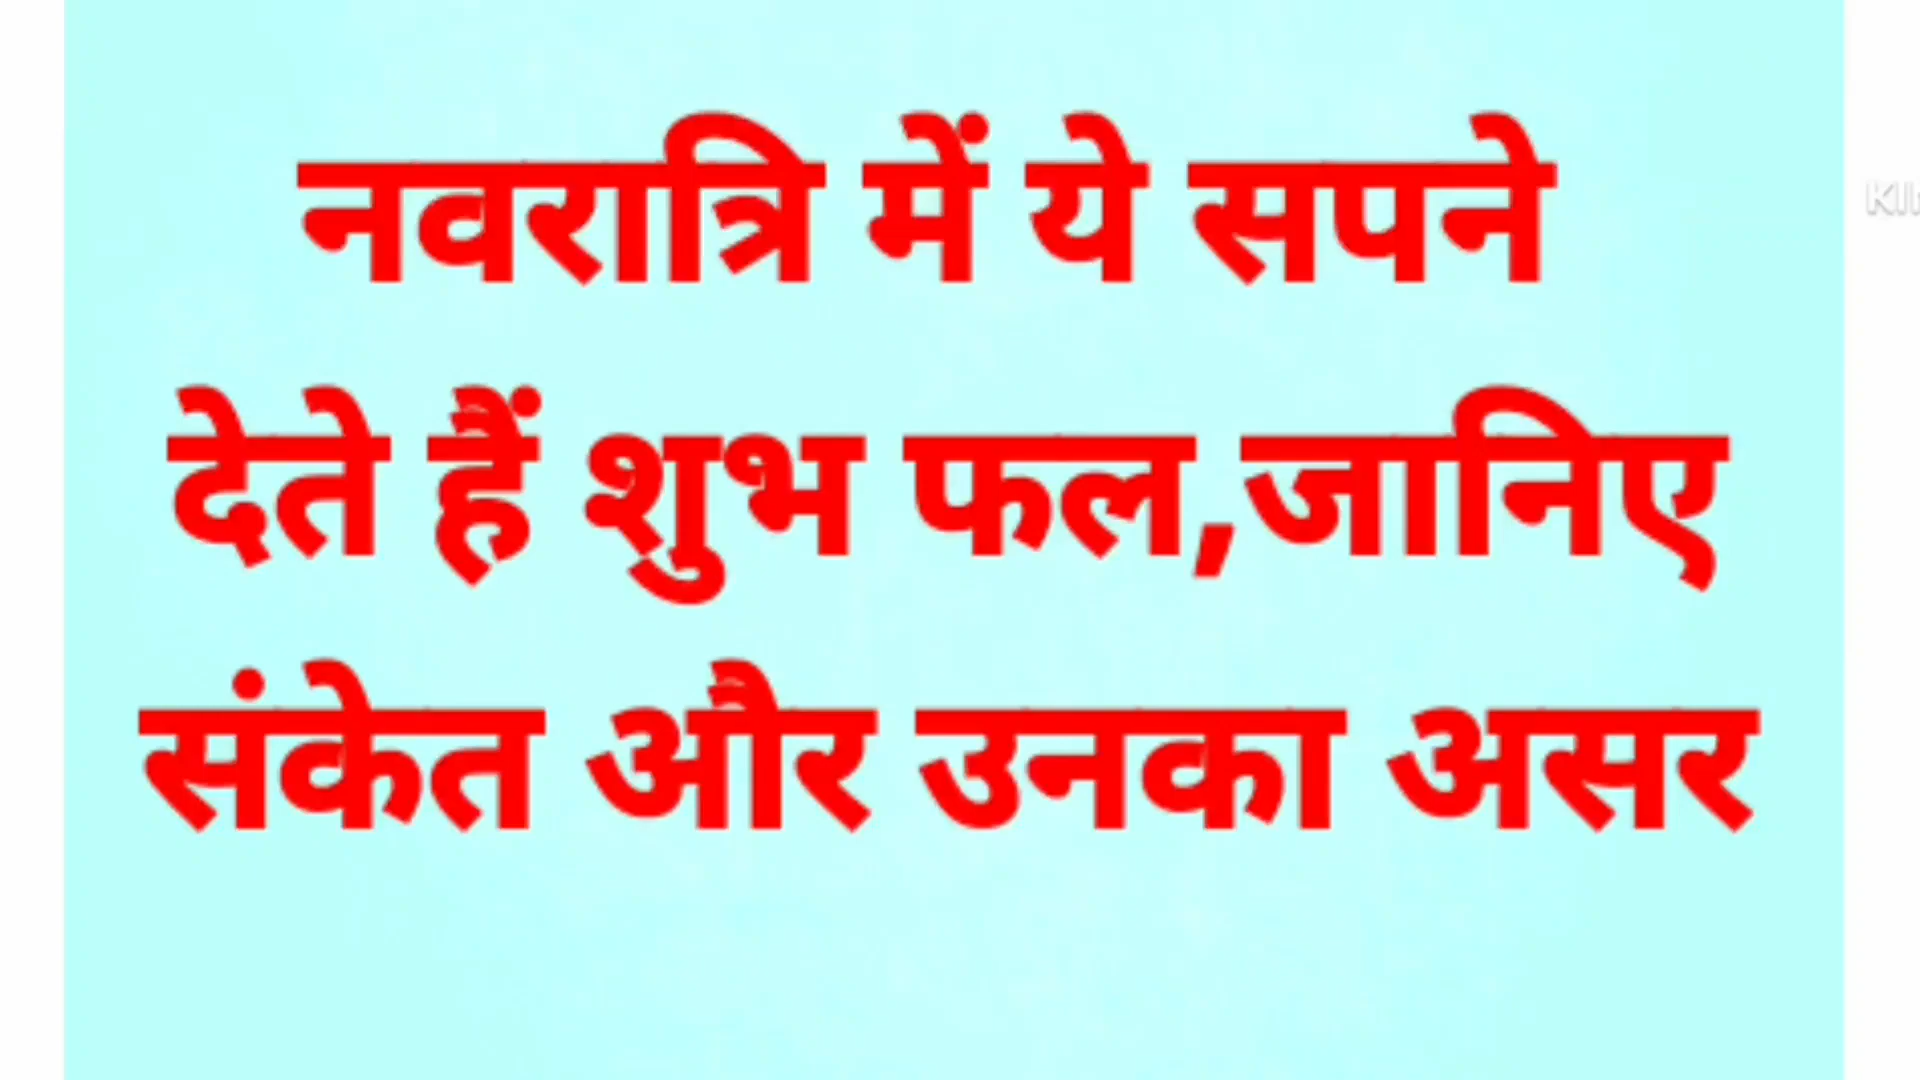 नवरात्रि में ये सपने
देते हैं शुभ फल,जानिए
संकेत और उनका असर